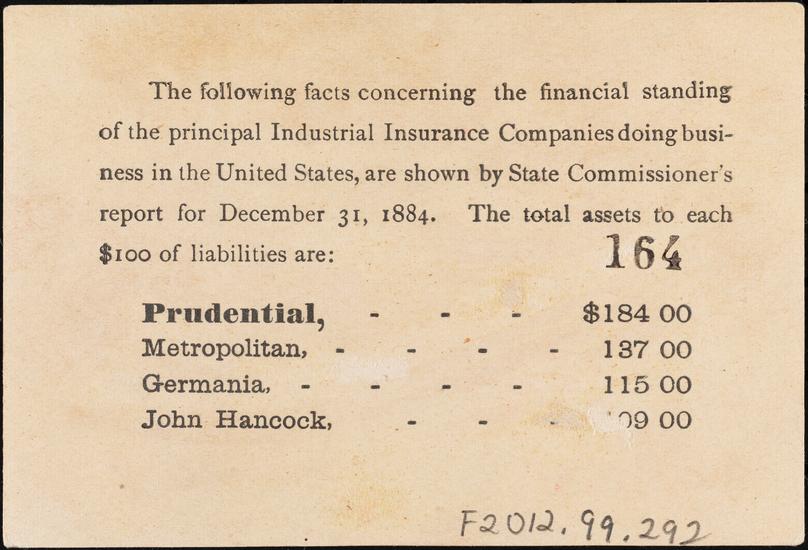 The following facts concerning the financial standing
of the principal Industrial Insurance Companies doing busi-
ness in the United States, are shown by State Commissioner's
report for December 31, 1884. The total assets to each
$100 of liabilities are:
164
Prudential, - - - $184 00
Metropolitan, - - - - 137 00
Germania, - - - - 115 00
John Hancock, - - - 09 00
F2012.99.292